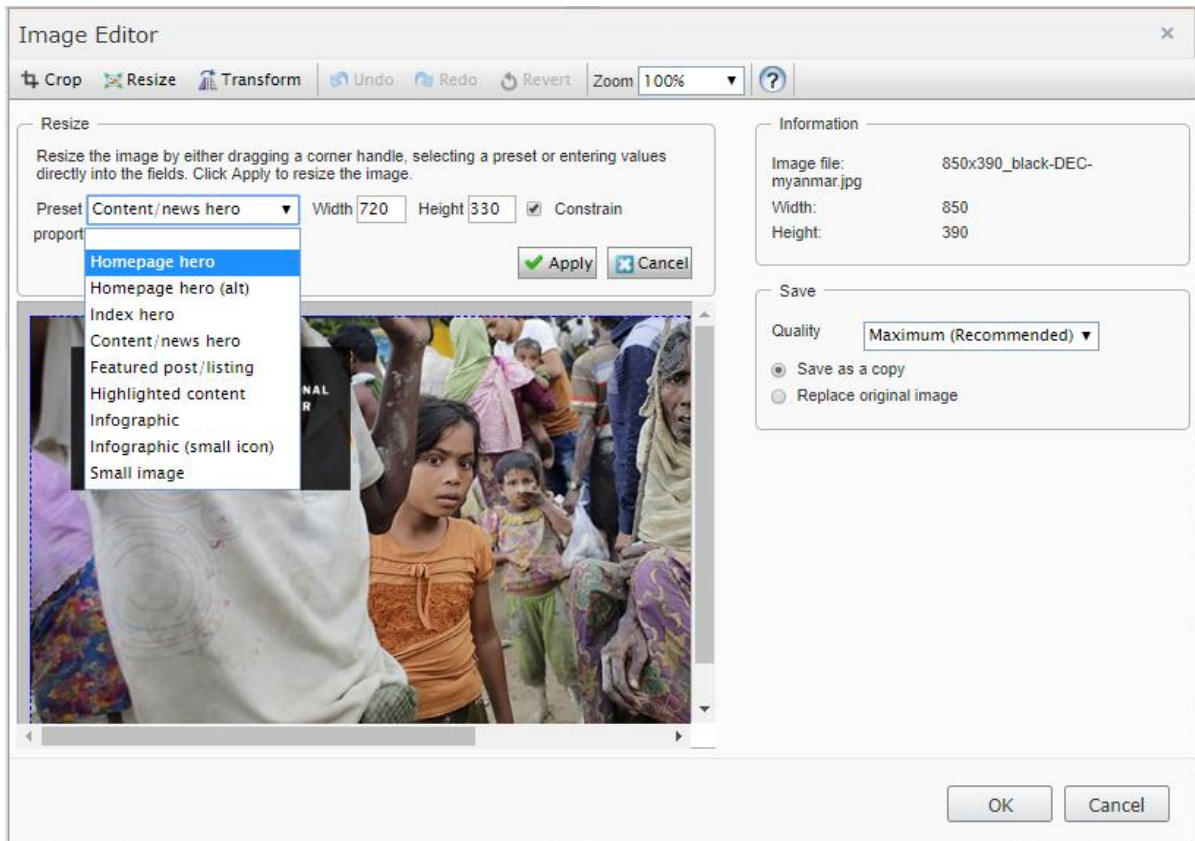 Image Editor
Crop Resize Transform Undo Redo Revert Zoom 100%
Resize
Resize the image by either dragging a corner handle, selecting a preset or entering values
directly into the fields. Click Apply to resize the image.
Preset Content/news hero Width 720 Height 330 Constrain
proport
Homepage hero
Homepage hero (alt)
Index hero
Content/news hero
Featured post/listing
Highlighted content
Infographic
Infographic (small icon)
Small image
Apply Cancel
NAL
R
Information
Image file: 850x390_black-DEC-
myanmar.jpg
Width: 850
Height: 390
Save
Quality Maximum (Recommended)
Save as a copy
Replace original image
OK Cancel